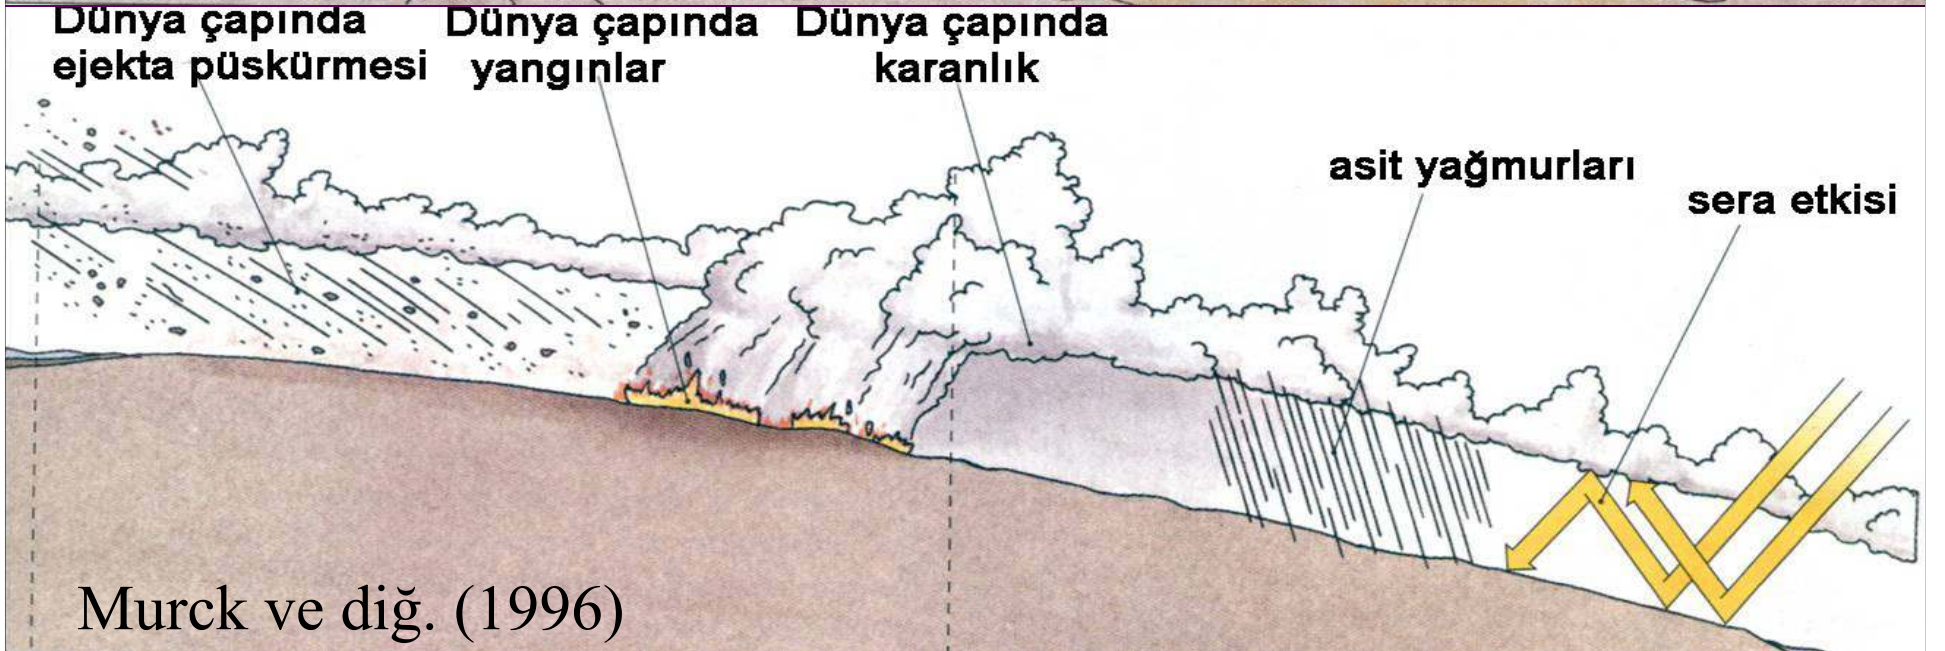 Dünya çapında
ejekta püskürmesi
Dünya çapında
yangınlar
Dünya çapında
karanlık
asit yağmurları
sera etkisi
Murck ve diğ. (1996)